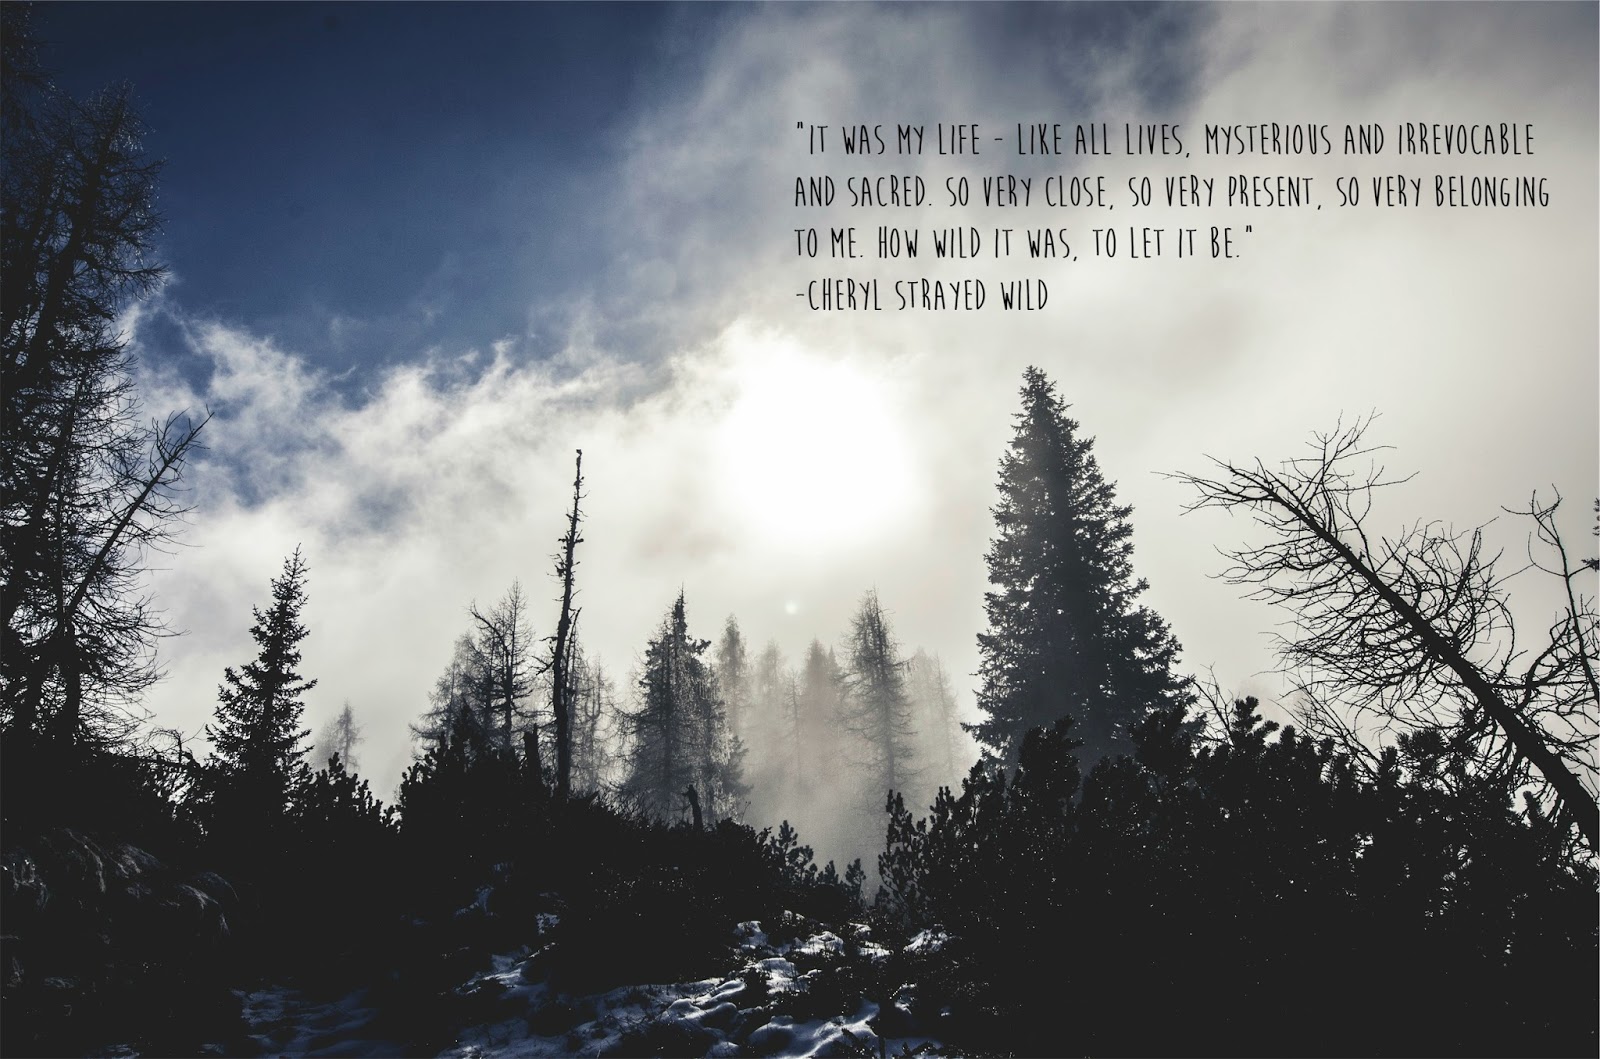 "IT WAS MY LIFE - LIKE ALL LIVES, MYSTERIOUS AND IRREVOCABLE
AND SACRED. SO VERY CLOSE, SO VERY PRESENT, SO VERY BELONGING
TO ME. HOW WILD IT WAS, TO LET IT BE."
-CHERYL STRAYED WILD